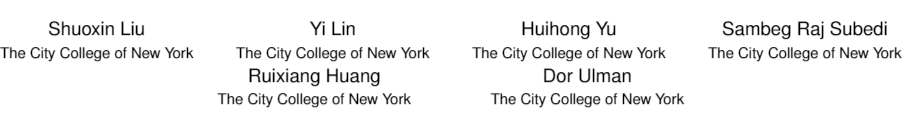 Shuoxin Liu Yi Lin Huihong Yu Sambeg Raj Subedi
The City College of New York The City College of New York The City College of New York The City College of New York
Ruixiang Huang Dor Ulman
The City College of New York The City College of New York